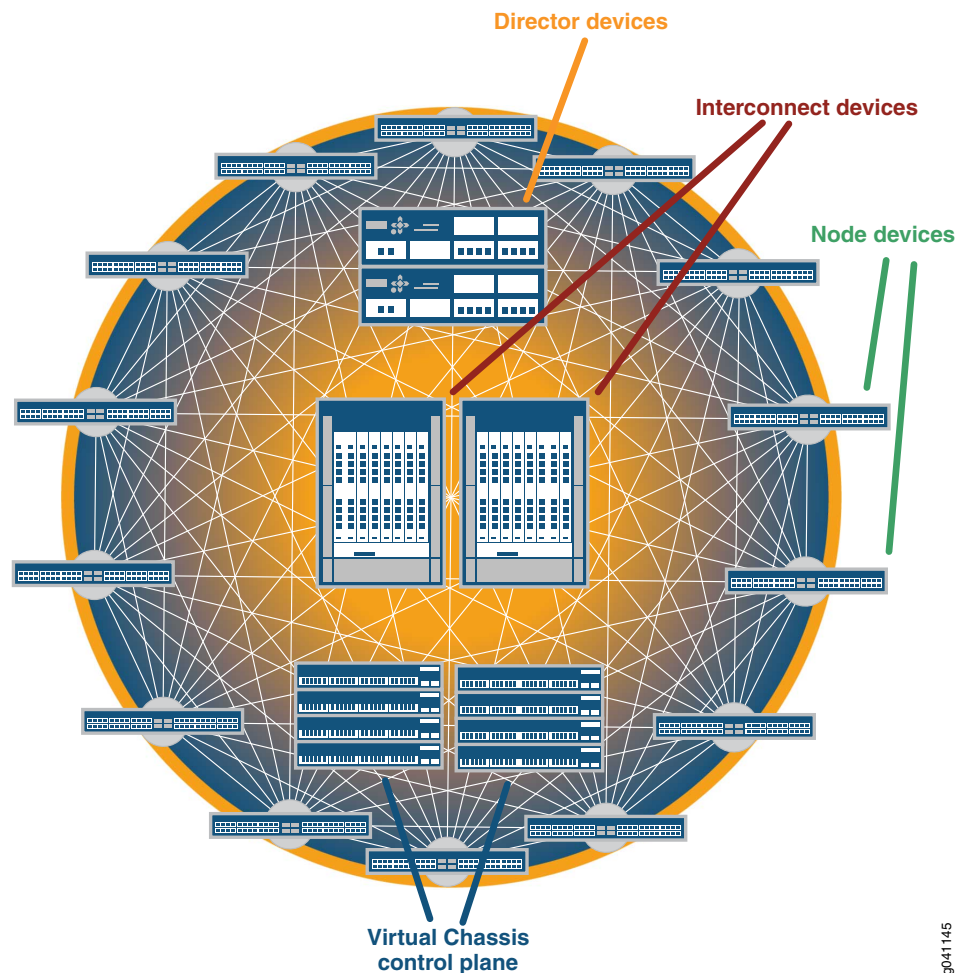 Director devices
Interconnect devices
Node devices
Virtual Chassis
control plane
g041145